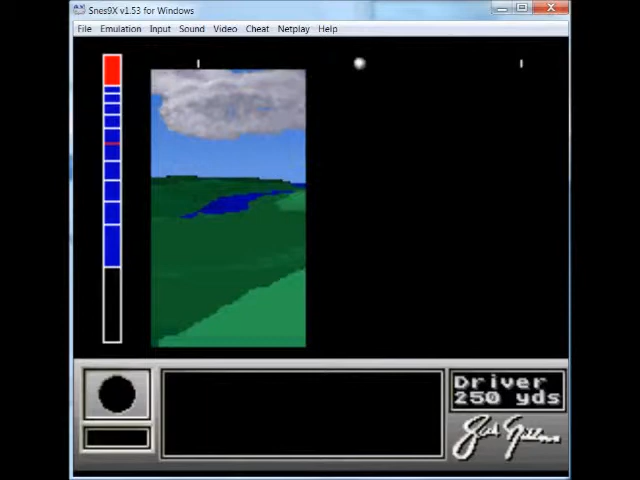 Snes9X v1.53 for Windows
File Emulation Input Sound Video Cheat Netplay Help
Driver
250 yds